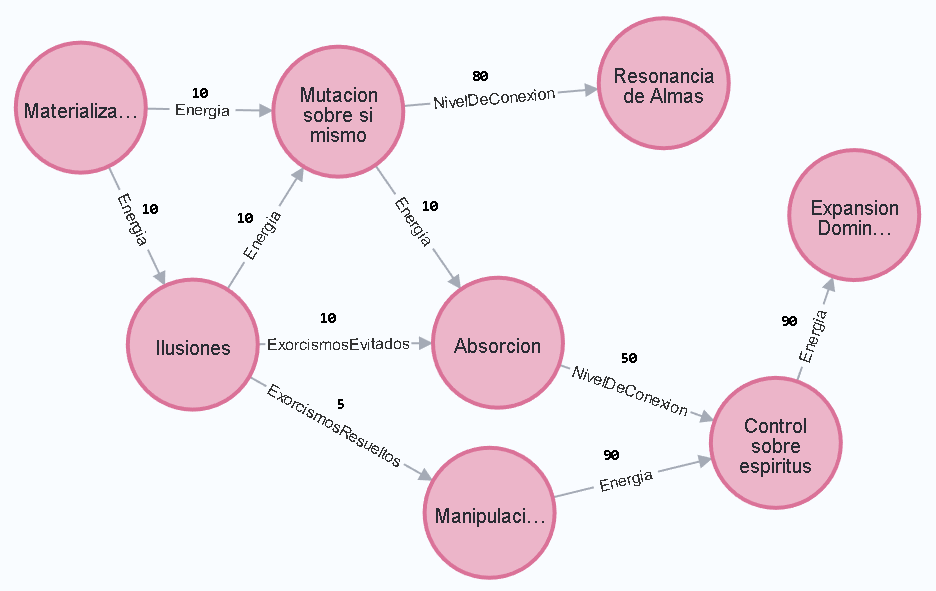 Materializa...
10
Energia
Mutacion
sobre si
mismo
80
NivelDeConexion
Resonancia
de Almas
10
Energia
10
Energia
10
Energia
Expansion
Domin...
Ilusiones
10
ExorcismosEvitados
Absorcion
90
Energia
50
NivelDeConexion
5
ExorcismosResueltos
Control
sobre
espiritus
90
Energia
Manipulaci...